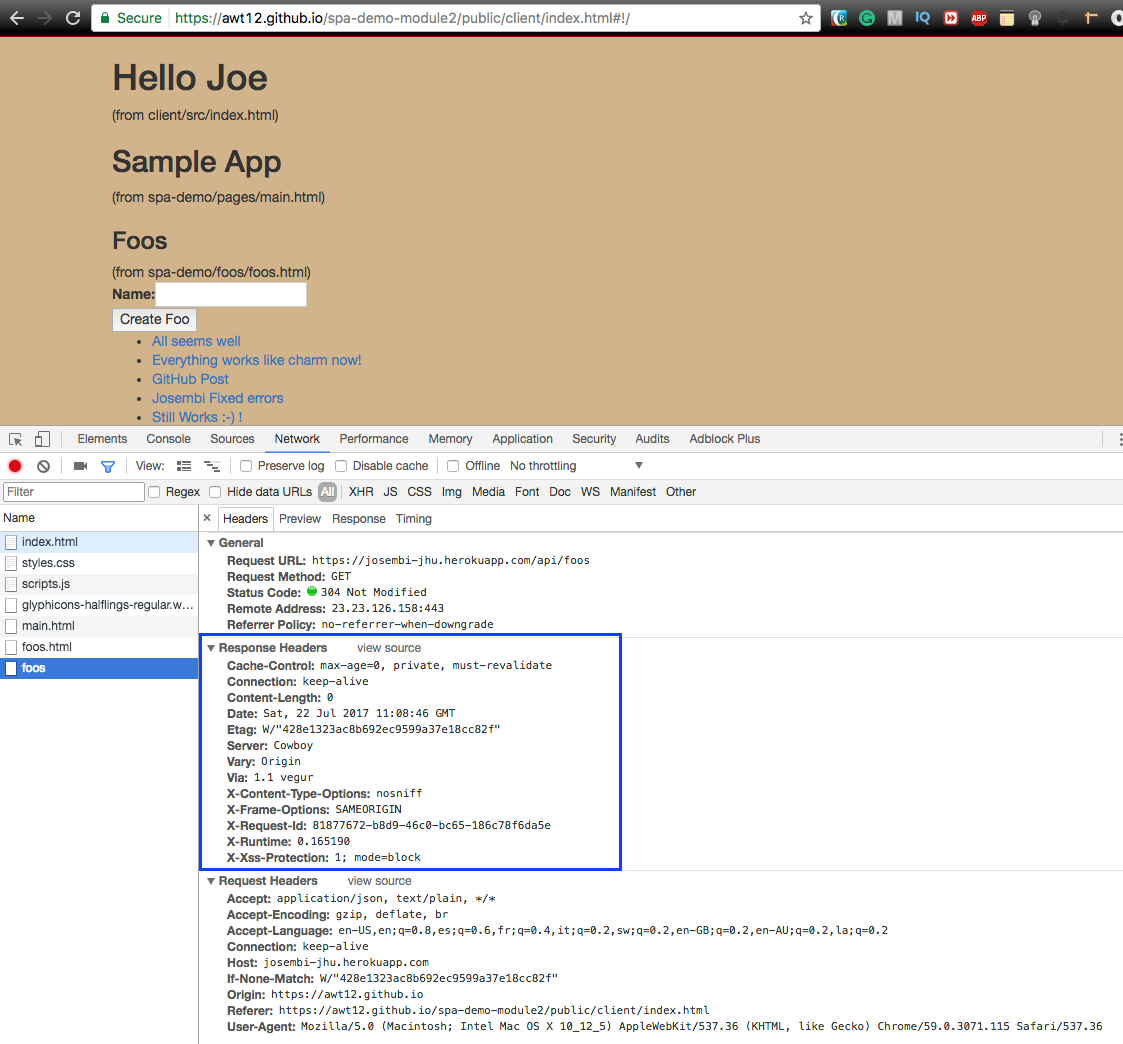 Secure https://awt12.github.io/spa-demo-module2/public/client/index.html#!/
Hello Joe
(from client/src/index.html)
Sample App
(from spa-demo/pages/main.html)
Foos
(from spa-demo/foos/foos.html)
Name:
Create Foo
• All seems well
• Everything works like charm now!
• GitHub Post
• Josembi Fixed errors
• Still Works :-) !
Elements Console Sources Network Performance Memory Application Security Audits Adblock Plus
View: Preserve log Disable cache Offline No throttling
Filter Regex Hide data URLs All XHR JS CSS Img Media Font Doc WS Manifest Other
Name
index.html
styles.css
scripts.js
glyphicons-halflings-regular.w...
main.html
foos.html
foos
× Headers Preview Response Timing
General
Request URL: https://josembi-jhu.herokuapp.com/api/foos
Request Method: GET
Status Code: 304 Not Modified
Remote Address: 23.23.126.158:443
Referrer Policy: no-referrer-when-downgrade
Response Headers view source
Cache-Control: max-age=0, private, must-revalidate
Connection: keep-alive
Content-Length: 0
Date: Sat, 22 Jul 2017 11:08:46 GMT
Etag: W/"428e1323ac8b692ec9599a37e18cc82f"
Server: Cowboy
Vary: Origin
Via: 1.1 vegur
X-Content-Type-Options: nosniff
X-Frame-Options: SAMEORIGIN
X-Request-Id: 81877672-b8d9-46c0-bc65-186c78f6da5e
X-Runtime: 0.165190
X-Xss-Protection: 1; mode=block
Request Headers view source
Accept: application/json, text/plain, */*
Accept-Encoding: gzip, deflate, br
Accept-Language: en-US,en;q=0.8,es;q=0.6,fr;q=0.4,it;q=0.2,sw;q=0.2,en-GB;q=0.2,en-AU;q=0.2,la;q=0.2
Connection: keep-alive
Host: josembi-jhu.herokuapp.com
If-None-Match: W/"428e1323ac8b692ec9599a37e18cc82f"
Origin: https://awt12.github.io
Referer: https://awt12.github.io/spa-demo-module2/public/client/index.html
User-Agent: Mozilla/5.0 (Macintosh; Intel Mac OS X 10_12_5) AppleWebKit/537.36 (KHTML, like Gecko) Chrome/59.0.3071.115 Safari/537.36